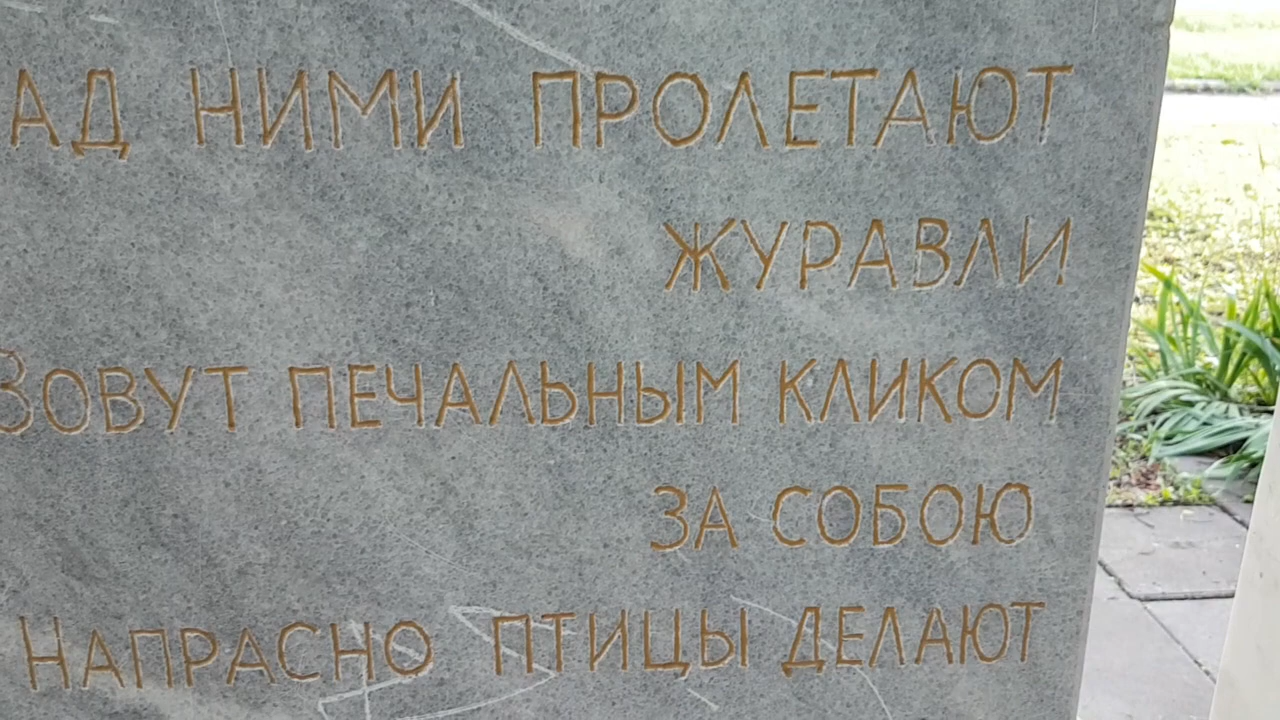 АД НИМИ ПРОЛЕТАЮТ
ЖУРАВЛИ
ЗОВУТ ПЕЧАЛЬНЫМ КЛИКОМ
ЗА СОБОЮ
НАПРАСНО ПТИЦЫ ДЕЛАЮТ